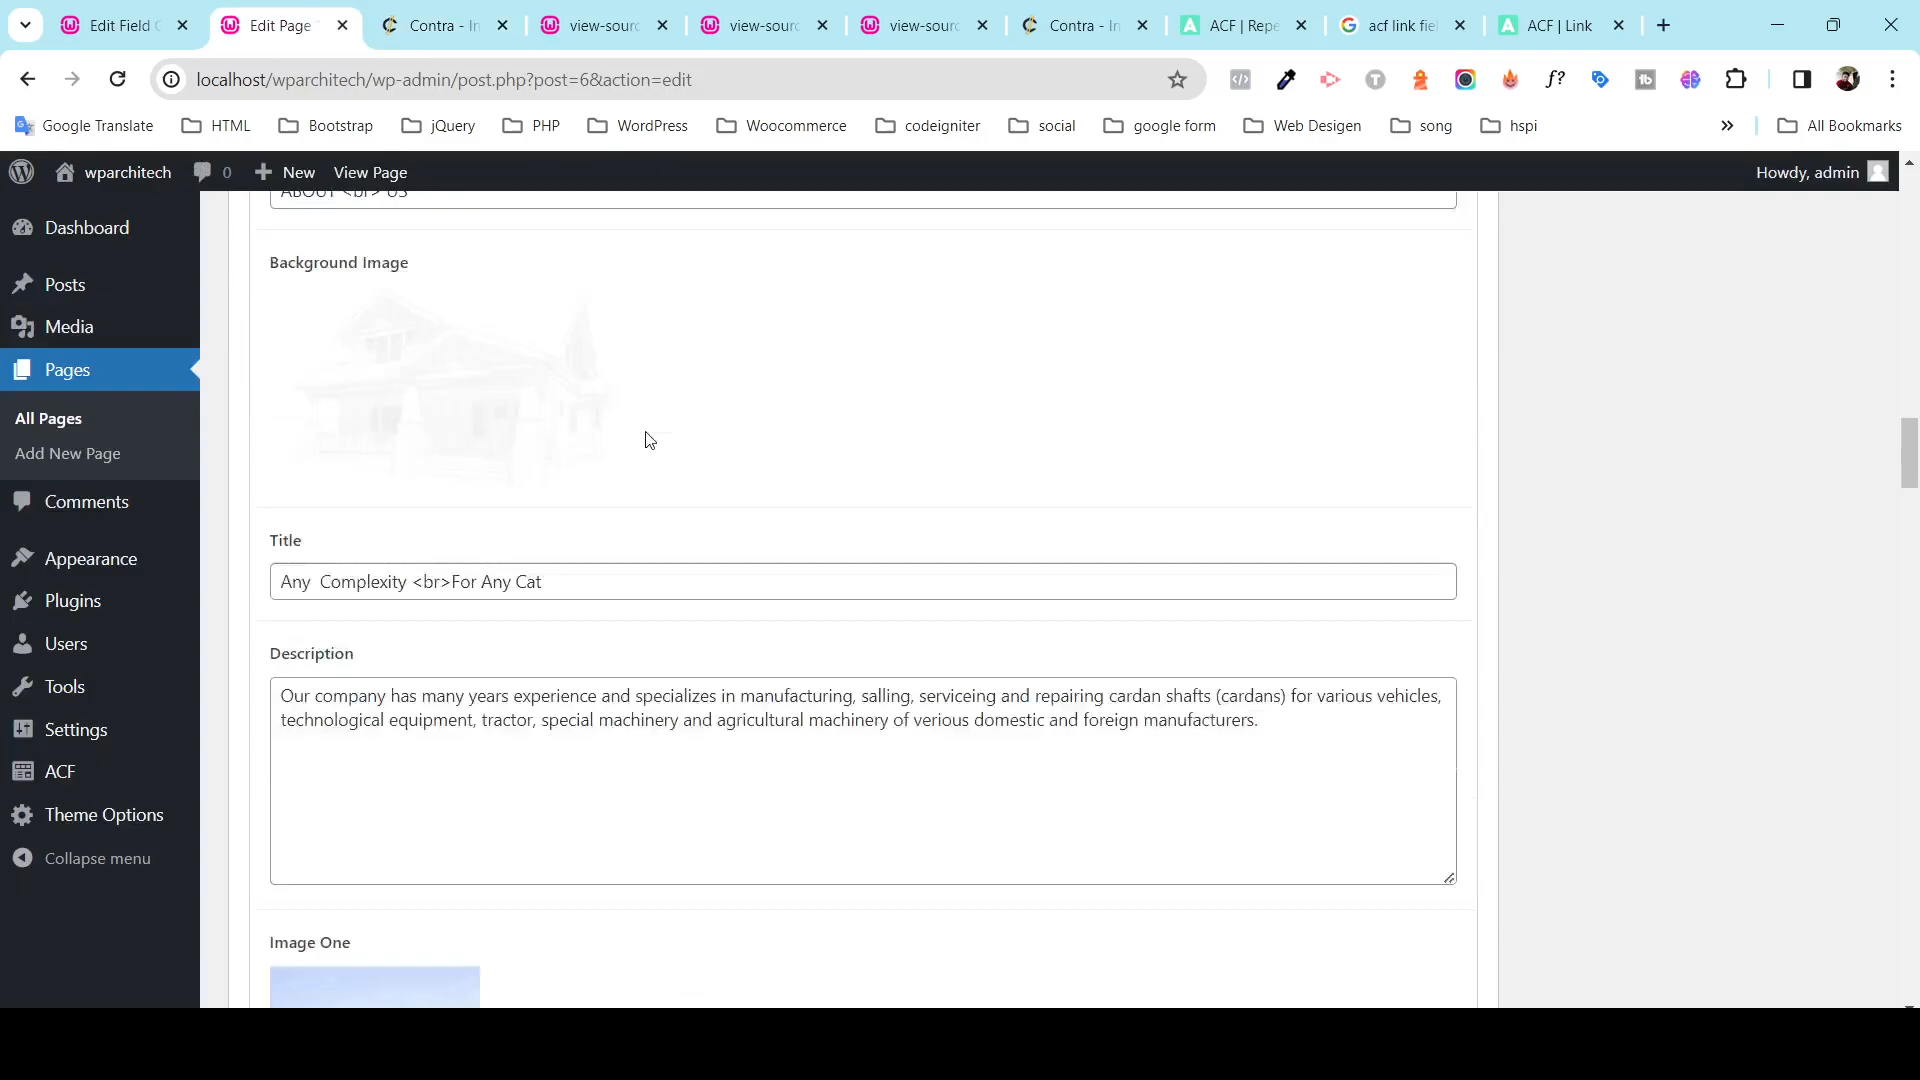 Edit Field G
Edit Page
Contra - In
view-sour
view-sour
view-sour
Contra - In
ACF | Repe
acf link fie
ACF | Link
localhost/wparchitech/wp-admin/post.php?post=6&action=edit
Google Translate
HTML
Bootstrap
jQuery
PHP
WordPress
Woocommerce
codeigniter
social
google form
Web Desigen
song
hspi
All Bookmarks
wparchitech
0
New
View Page
Howdy, admin
Dashboard
Posts
Media
Pages
All Pages
Add New Page
Comments
Appearance
Plugins
Users
Tools
Settings
ACF
Theme Options
Collapse menu
ABOUT <br> US
Background Image
Title
Any  Complexity <br>For Any Cat
Description
Our company has many years experience and specializes in manufacturing, salling, serviceing and repairing cardan shafts (cardans) for various vehicles,
technological equipment, tractor, special machinery and agricultural machinery of verious domestic and foreign manufacturers.
Image One